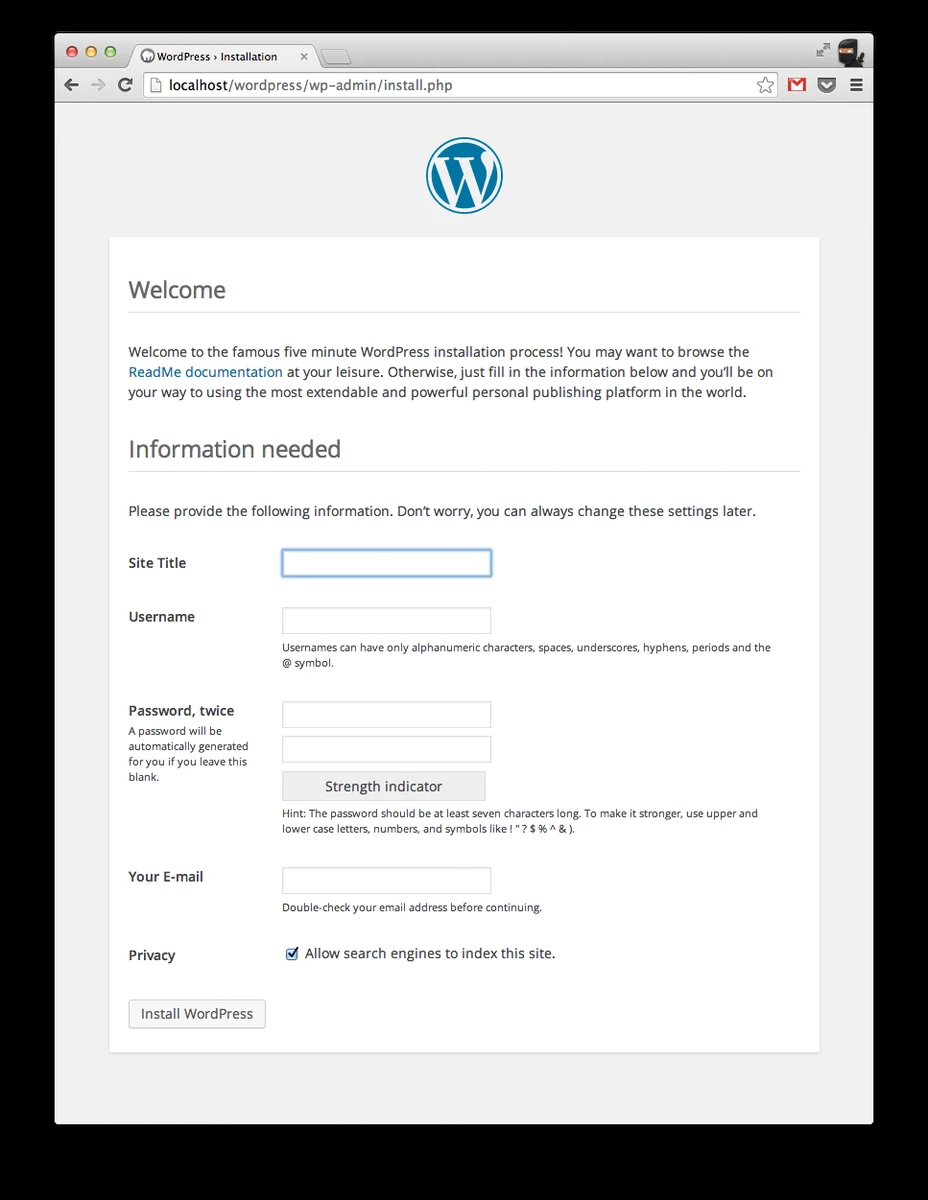 WordPress › Installation
localhost/wordpress/wp-admin/install.php
Welcome
Welcome to the famous five minute WordPress installation process! You may want to browse the
ReadMe documentation at your leisure. Otherwise, just fill in the information below and you’ll be on
your way to using the most extendable and powerful personal publishing platform in the world.
Information needed
Please provide the following information. Don’t worry, you can always change these settings later.
Site Title
Username
Usernames can have only alphanumeric characters, spaces, underscores, hyphens, periods and the
@ symbol.
Password, twice
A password will be
automatically generated
for you if you leave this
blank.
Strength indicator
Hint: The password should be at least seven characters long. To make it stronger, use upper and
lower case letters, numbers, and symbols like ! " ? $ % ^ & ).
Your E-mail
Double-check your email address before continuing.
Privacy
Allow search engines to index this site.
Install WordPress